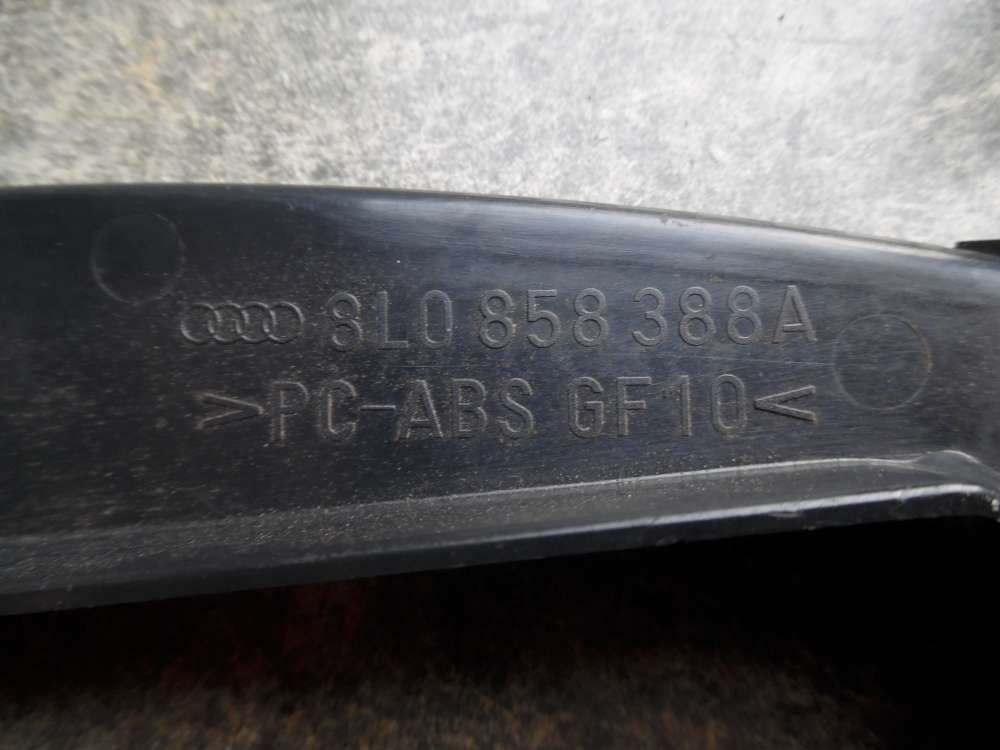 8L0 858 388A
>PC-ABS GF10<